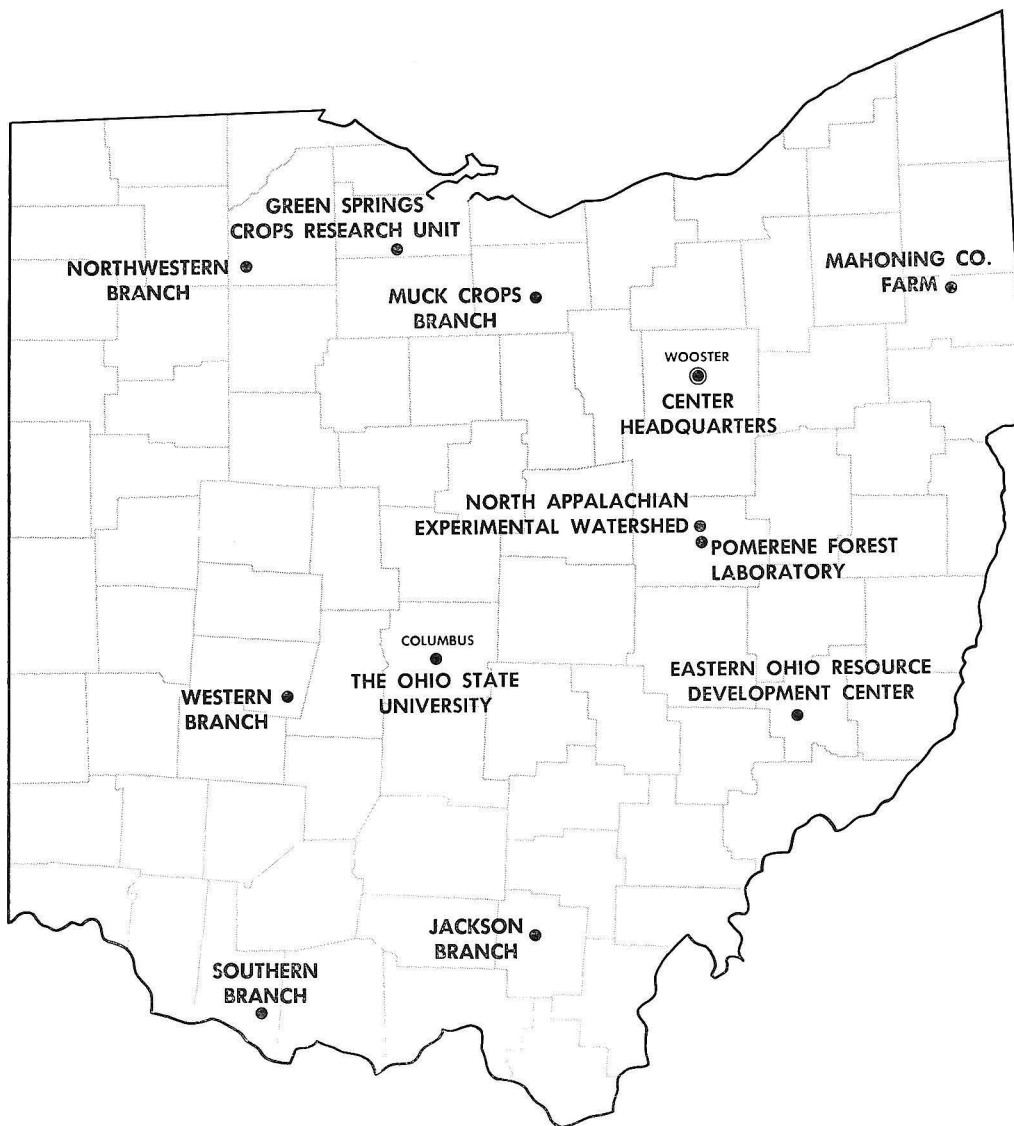 GREEN SPRINGS
CROPS RESEARCH UNIT
NORTHWESTERN
BRANCH
MUCK CROPS
BRANCH
MAHONING CO.
FARM
WOOSTER
CENTER
HEADQUARTERS
NORTH APPALACHIAN
EXPERIMENTAL WATERSHED
POMERENE FOREST
LABORATORY
COLUMBUS
THE OHIO STATE
UNIVERSITY
EASTERN OHIO RESOURCE
DEVELOPMENT CENTER
WESTERN
BRANCH
JACKSON
BRANCH
SOUTHERN
BRANCH